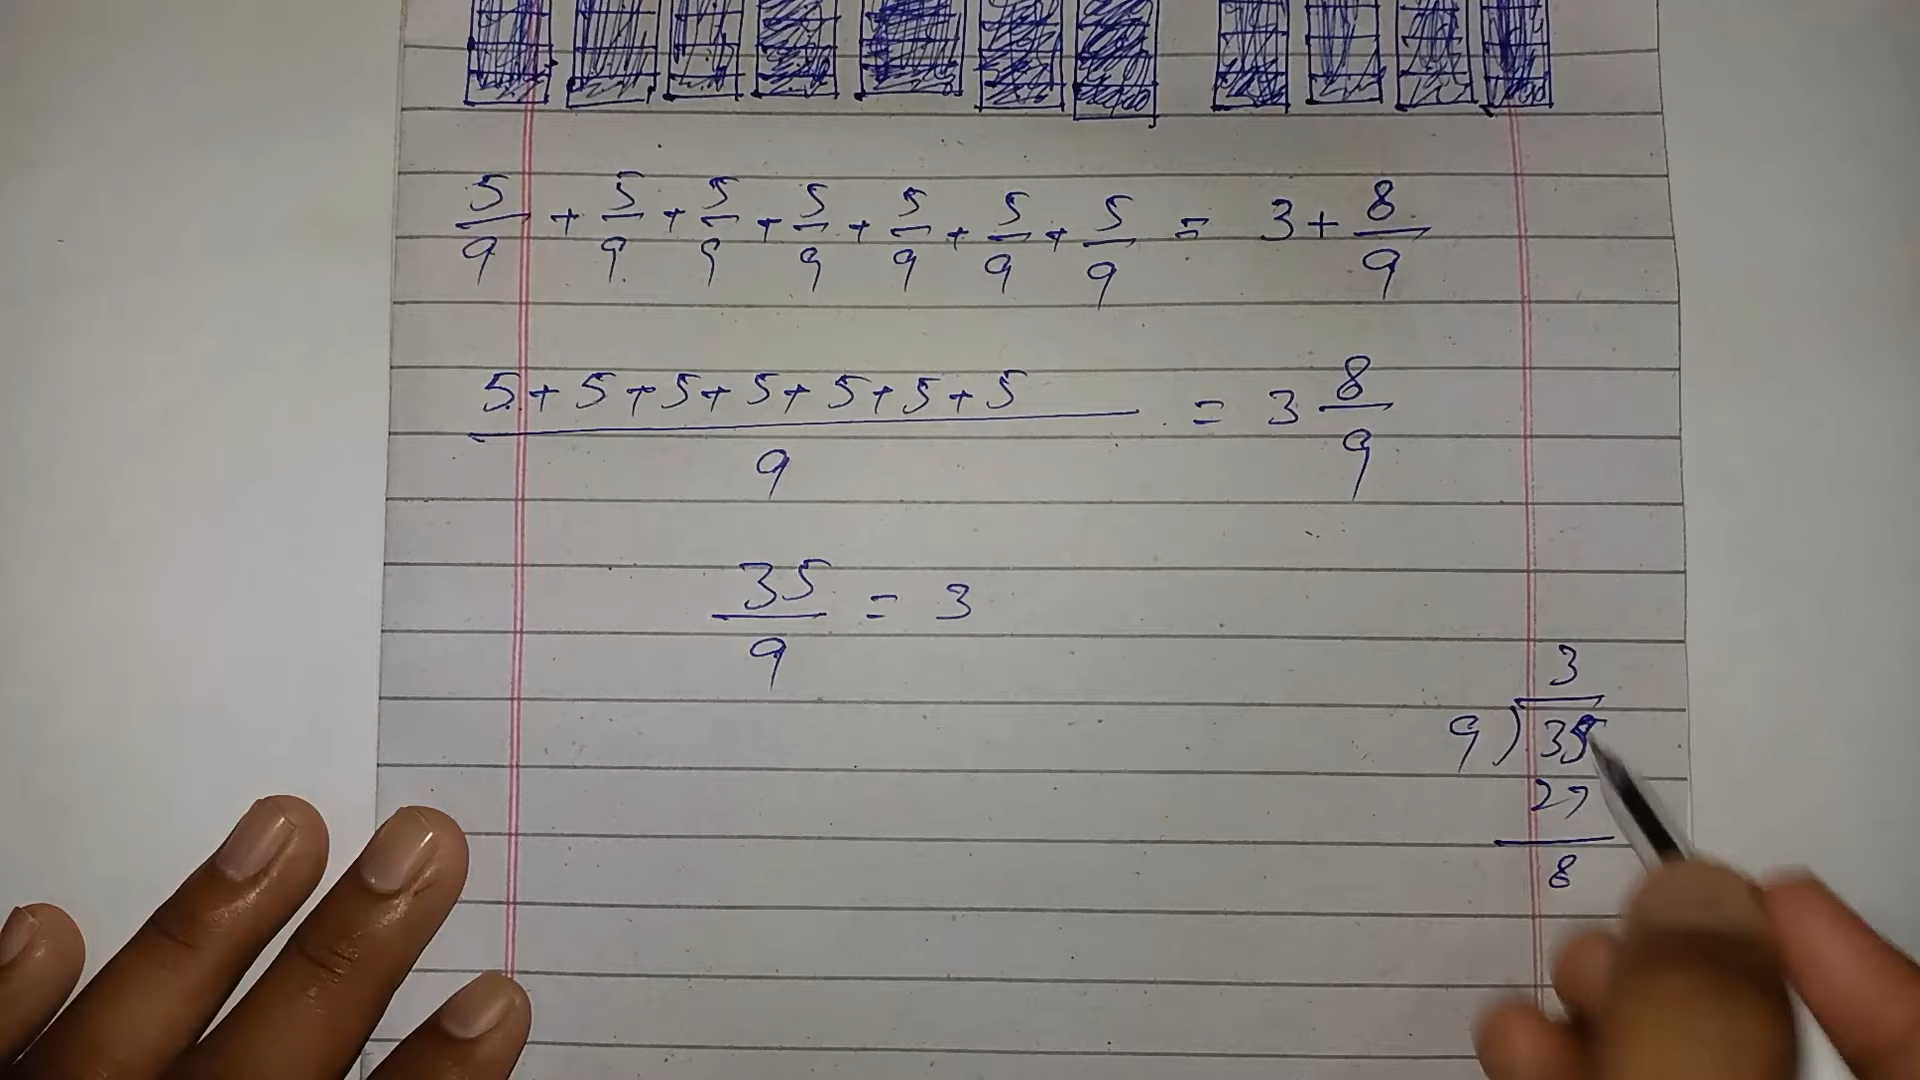 5/9 + 5/9 + 5/9 + 5/9 + 5/9 + 5/9 + 5/9 = 3 + 8/9
5 + 5 + 5 + 5 + 5 + 5 + 5 / 9 = 3 8/9
35/9 = 3
3
9 ) 35
27
8